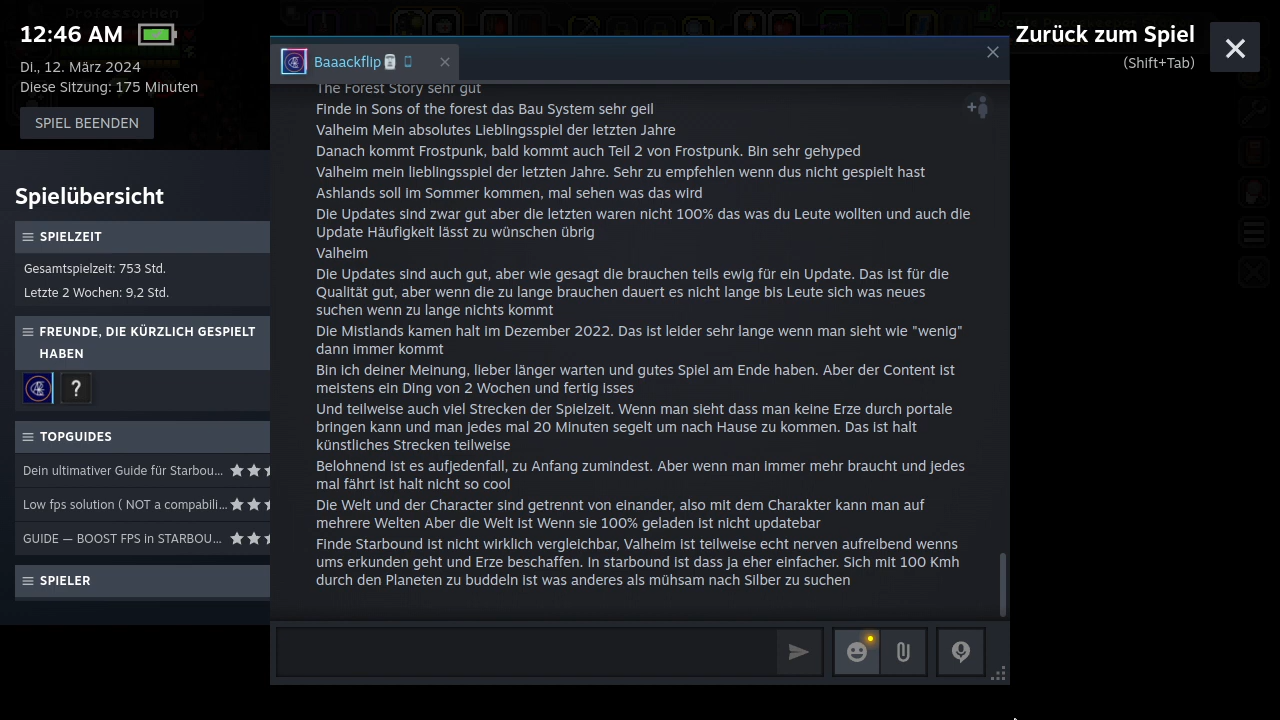 ProfessorHen
12:46 AM
Di., 12. März 2024
Diese Sitzung: 175 Minuten
SPIEL BEENDEN
Zurück zum Spiel
(Shift+Tab)
Spielübersicht
SPIELZEIT
Gesamtspielzeit: 753 Std.
Letzte 2 Wochen: 9,2 Std.
FREUNDE, DIE KÜRZLICH GESPIELT
HABEN
?
TOPGUIDES
Dein ultimativer Guide für Starbou...
Low fps solution ( NOT a compabili...
GUIDE — BOOST FPS in STARBOU...
SPIELER
Baaackflip
The Forest Story sehr gut
Finde in Sons of the forest das Bau System sehr geil
Valheim Mein absolutes Lieblingsspiel der letzten Jahre
Danach kommt Frostpunk, bald kommt auch Teil 2 von Frostpunk. Bin sehr gehyped
Valheim mein lieblingsspiel der letzten Jahre. Sehr zu empfehlen wenn dus nicht gespielt hast
Ashlands soll im Sommer kommen, mal sehen was das wird
Die Updates sind zwar gut aber die letzten waren nicht 100% das was du Leute wollten und auch die
Update Häufigkeit lässt zu wünschen übrig
Valheim
Die Updates sind auch gut, aber wie gesagt die brauchen teils ewig für ein Update. Das ist für die
Qualität gut, aber wenn die zu lange brauchen dauert es nicht lange bis Leute sich was neues
suchen wenn zu lange nichts kommt
Die Mistlands kamen halt im Dezember 2022. Das ist leider sehr lange wenn man sieht wie "wenig"
dann immer kommt
Bin ich deiner Meinung, lieber länger warten und gutes Spiel am Ende haben. Aber der Content ist
meistens ein Ding von 2 Wochen und fertig isses
Und teilweise auch viel Strecken der Spielzeit. Wenn man sieht dass man keine Erze durch portale
bringen kann und man jedes mal 20 Minuten segelt um nach Hause zu kommen. Das ist halt
künstliches Strecken teilweise
Belohnend ist es aufjedenfall, zu Anfang zumindest. Aber wenn man immer mehr braucht und jedes
mal fährt ist halt nicht so cool
Die Welt und der Character sind getrennt von einander, also mit dem Charakter kann man auf
mehrere Welten Aber die Welt ist Wenn sie 100% geladen ist nicht updatebar
Finde Starbound ist nicht wirklich vergleichbar, Valheim ist teilweise echt nerven aufreibend wenns
ums erkunden geht und Erze beschaffen. In starbound ist dass ja eher einfacher. Sich mit 100 Kmh
durch den Planeten zu buddeln ist was anderes als mühsam nach Silber zu suchen